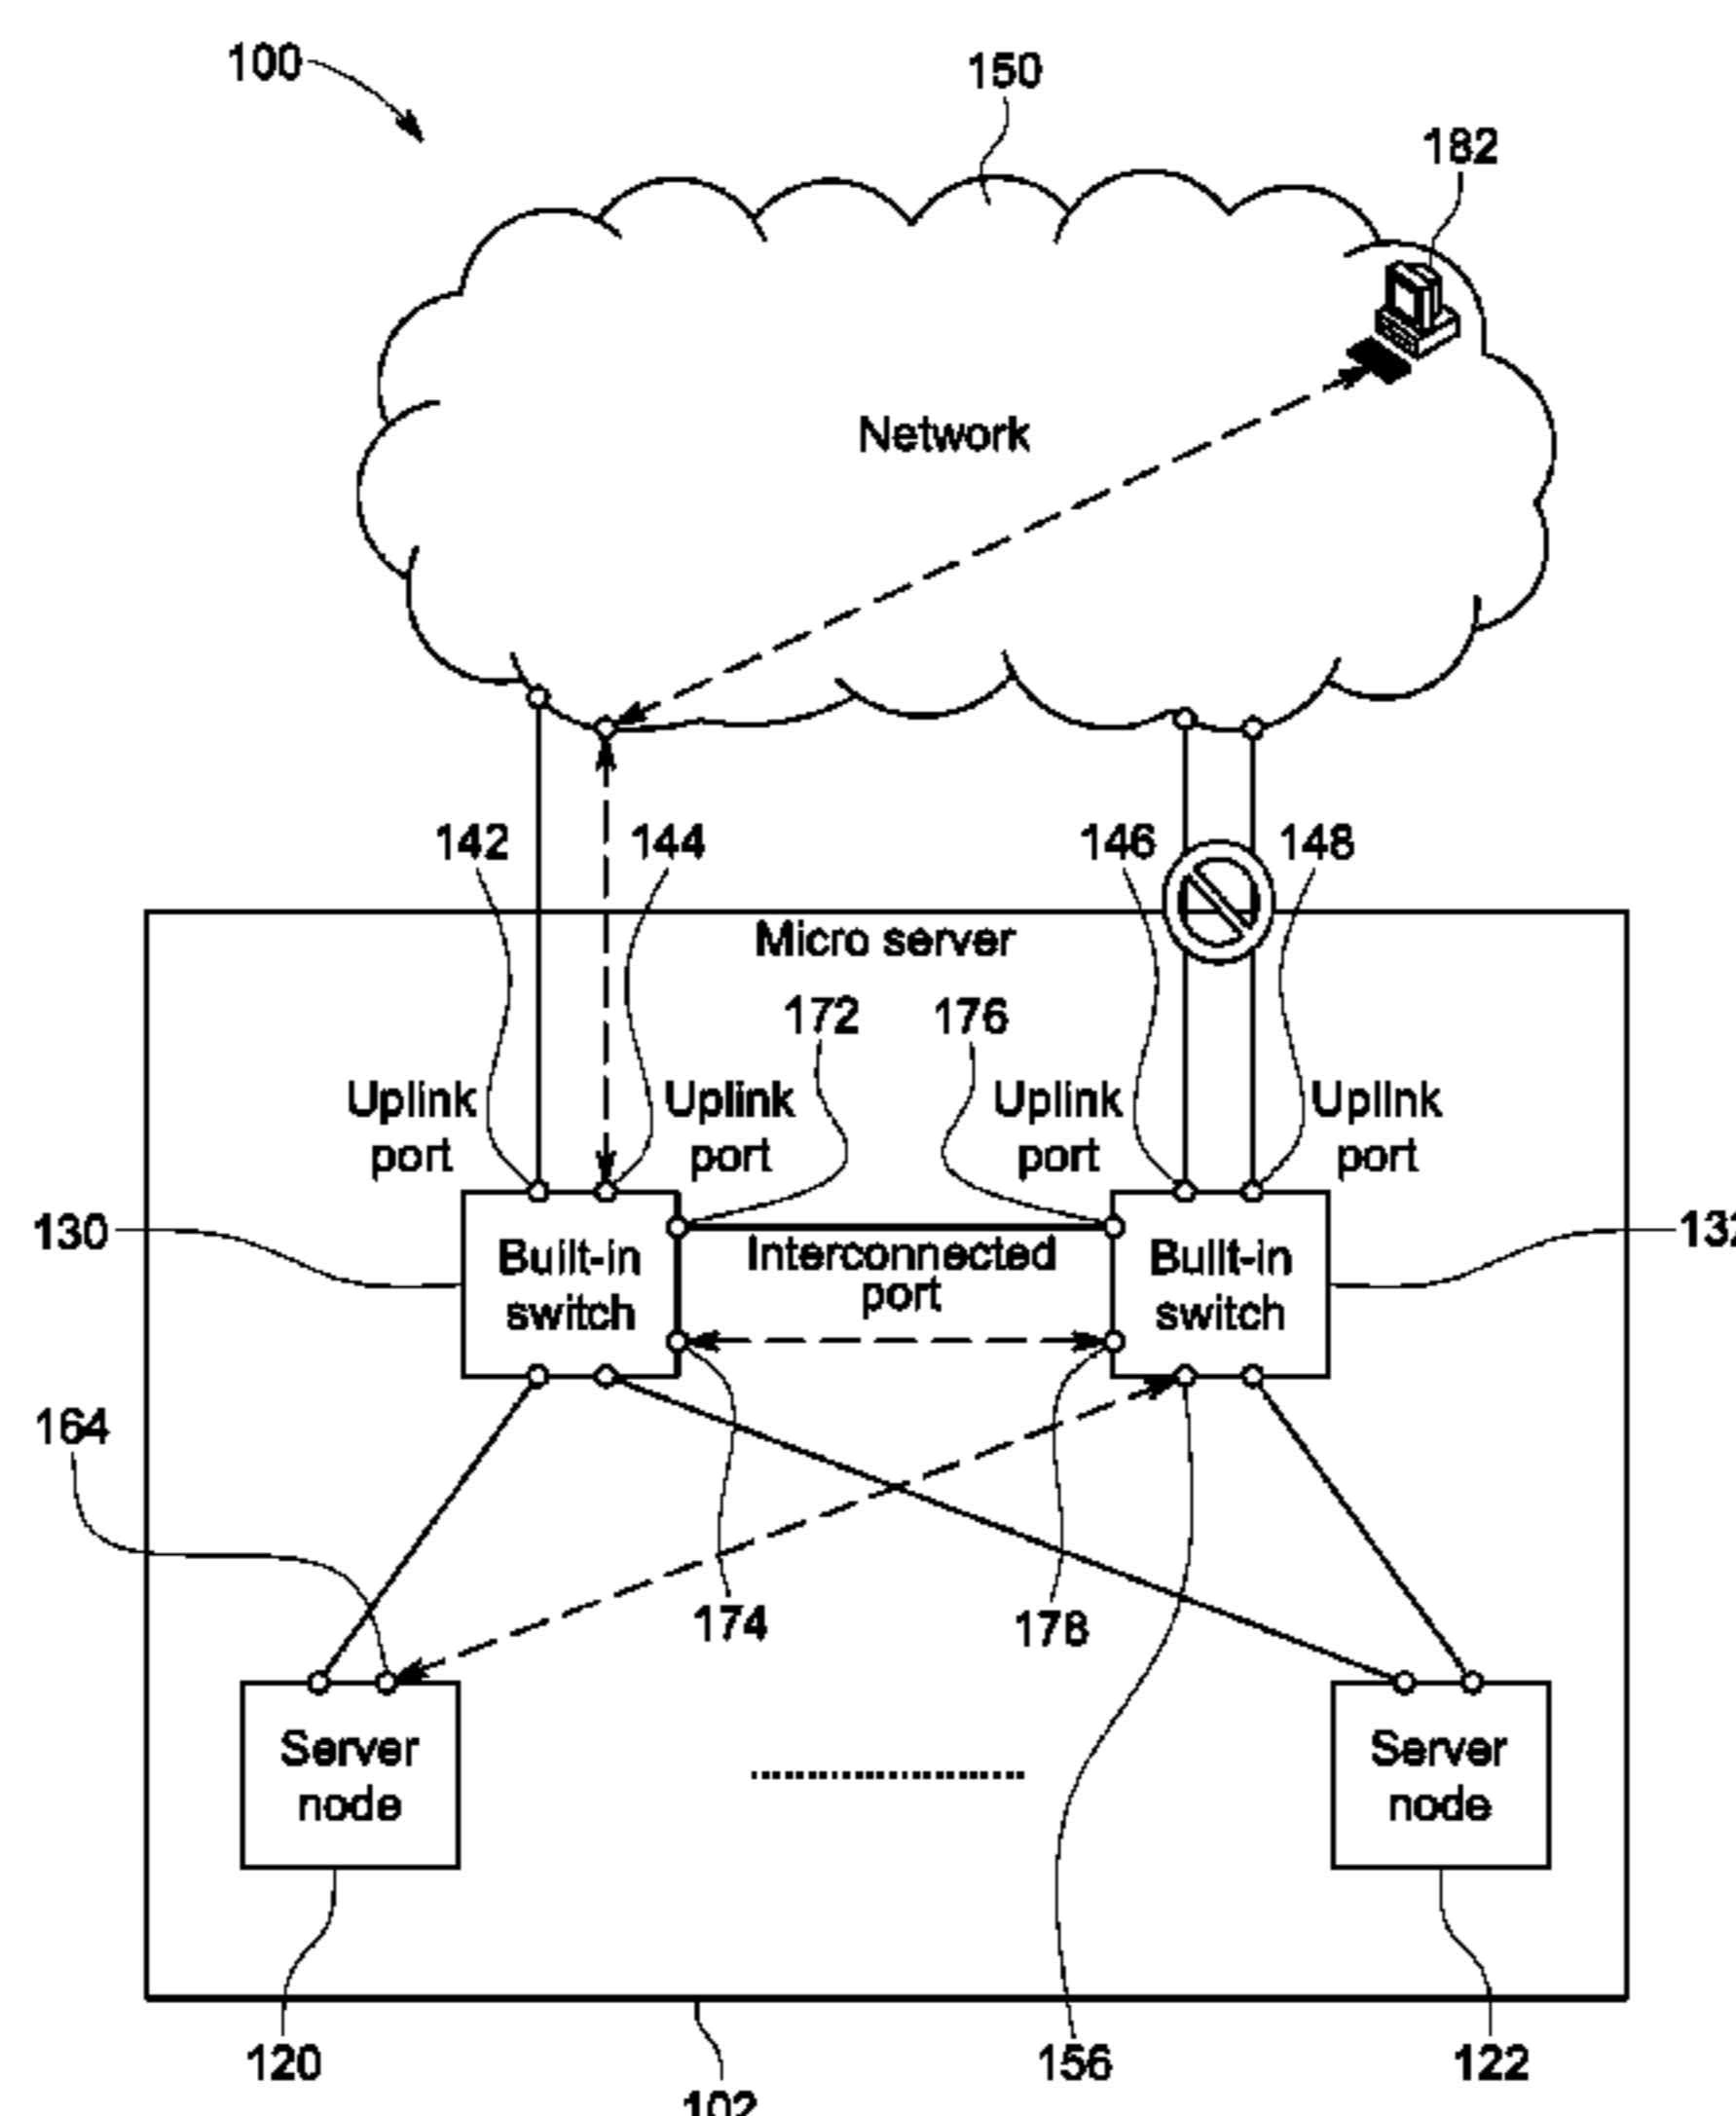 100
150
182
Network
142
144
146
148
Micro server
172
176
Uplink
port
Uplink
port
Uplink
port
Uplink
port
130
Built-in
switch
Interconnected
port
Built-in
switch
164
174
178
Server
node
Server
node
120
102
156
122